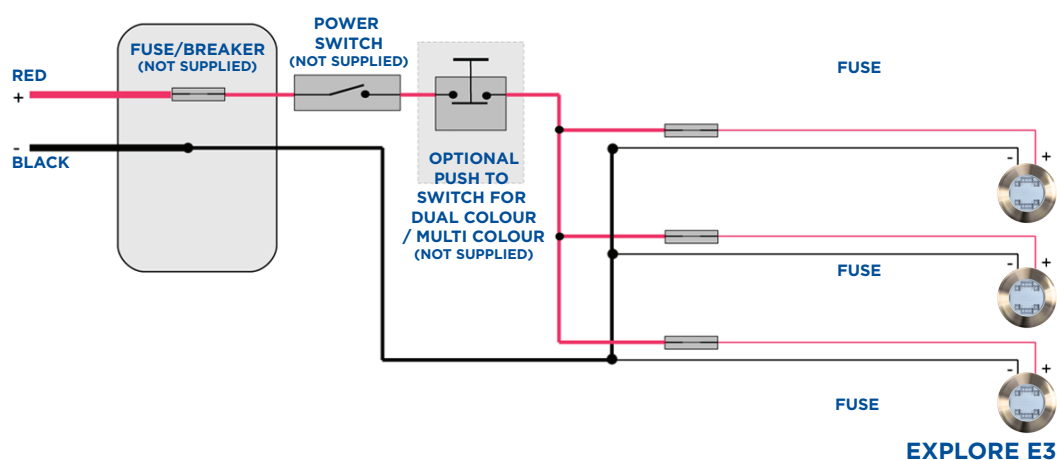 POWER
SWITCH
(NOT SUPPLIED)
FUSE/BREAKER
(NOT SUPPLIED)
FUSE
RED
+
-
BLACK
OPTIONAL
PUSH TO
SWITCH FOR
DUAL COLOUR
/ MULTI COLOUR
(NOT SUPPLIED)
- +
- +
FUSE
- +
FUSE
EXPLORE E3